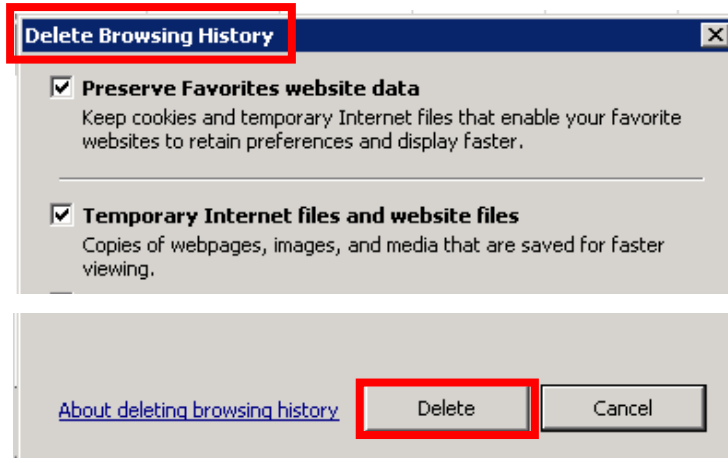 Delete Browsing History
Preserve Favorites website data
Keep cookies and temporary Internet files that enable your favorite
websites to retain preferences and display faster.
Temporary Internet files and website files
Copies of webpages, images, and media that are saved for faster
viewing.
About deleting browsing history Delete Cancel